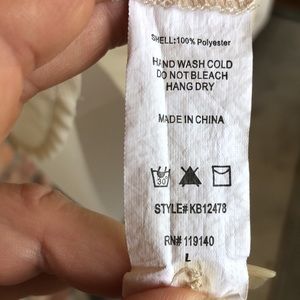 SHELL:100% Polyester
HAND WASH COLD
DO NOT BLEACH
HANG DRY
MADE IN CHINA
30
STYLE# KB12478
RN# 119140
L